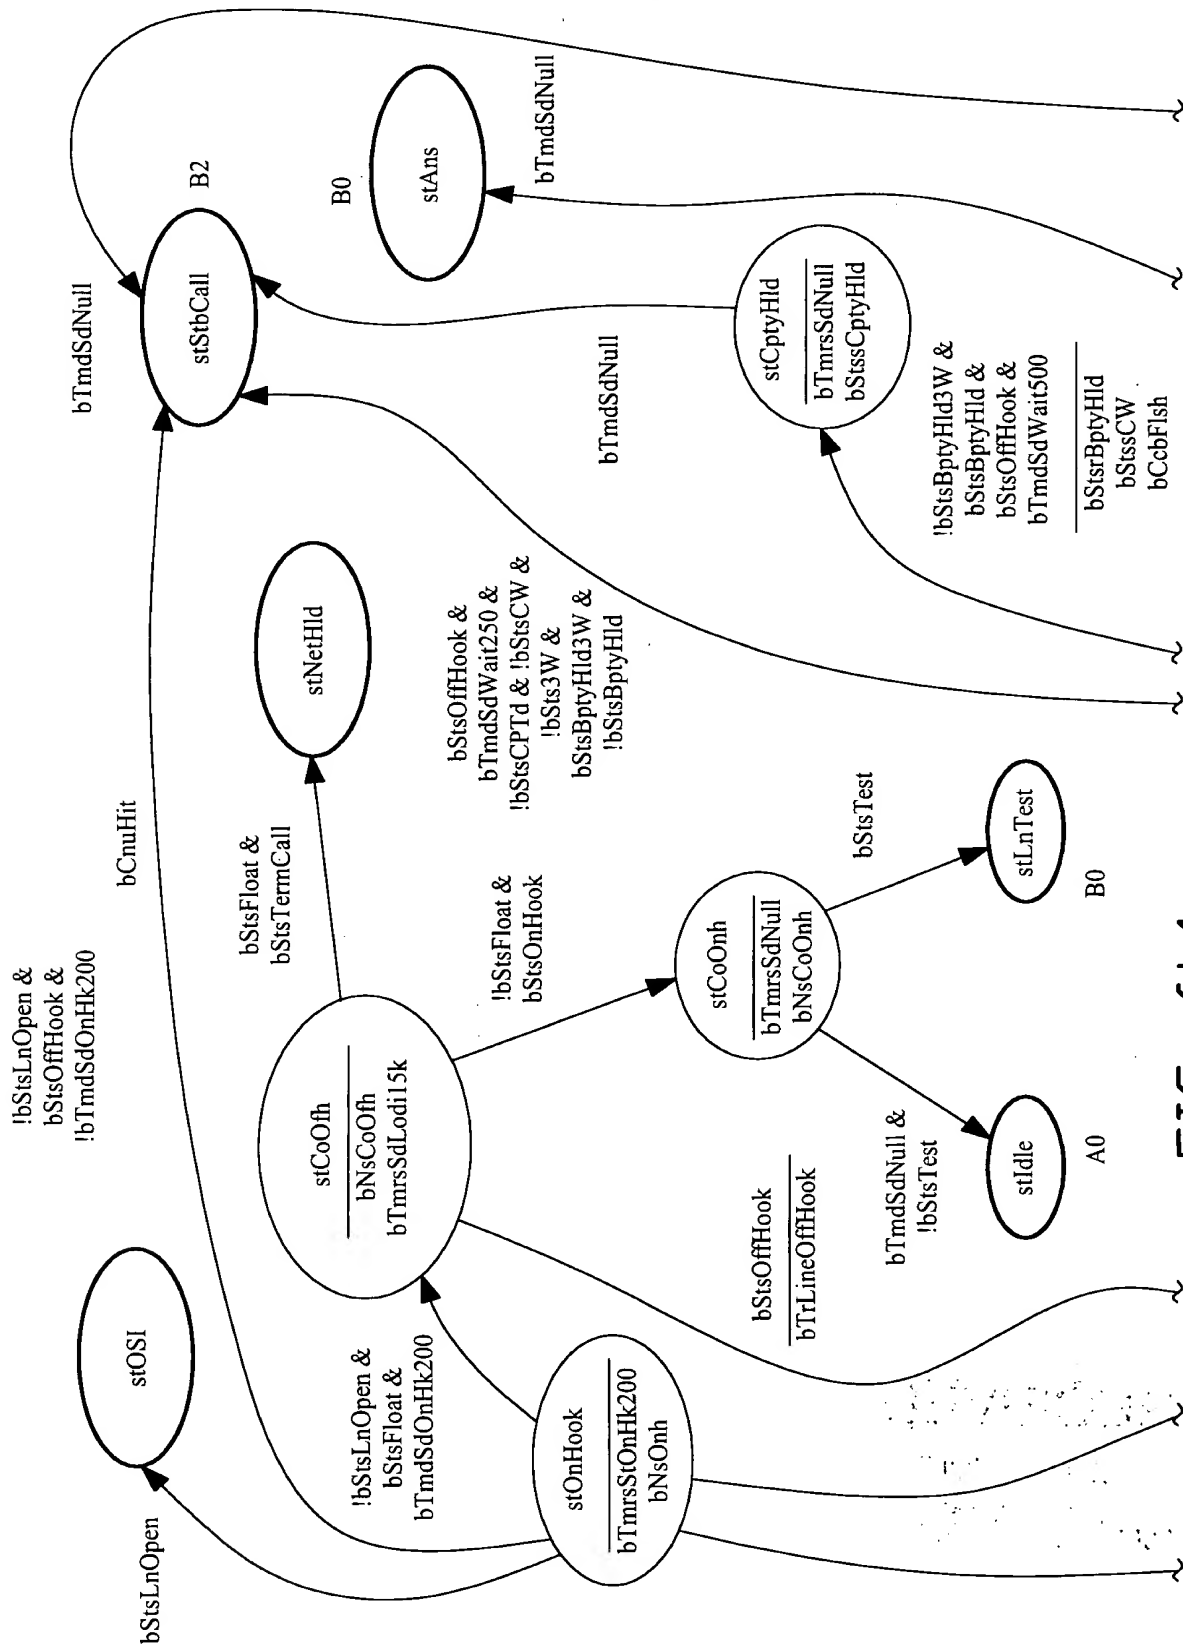 !bStsLnOpen &
bStsOffHook &
!bTmdSdOnHk200
bCnuHit
bTmdSdNull
stStbCall
B2
bStsLnOpen
stOSI
B0
stAns
bTmdSdNull
bStsFloat &
bStsTermCall
stNetHld
!bStsLnOpen &
bStsFloat &
bTmdSdOnHk200
stCoOfh
bNsCoOfh
bTmrsSdLodi15k
bStsOffHook &
bTmdSdWait250 &
!bStsCPTd & !bStsCW &
!bSts3W &
bStsBptyHld3W &
!bStsBptyHld
bTmdSdNull
!bStsFloat &
bStsOnHook
stOnHook
bTmrsStOnHk200
bNsOnh
stCoOnh
bTmrsSdNull
bNsCoOnh
stCptyHld
bTmrsSdNull
bStssCptyHld
bStsOffHook
bTrLineOffHook
bStsTest
bTmdSdNull &
!bStsTest
!bStsBptyHld3W &
bStsBptyHld &
bStsOffHook &
bTmdSdWait500
bStsrBptyHld
bStssCW
bCcbFlsh
stIdle
A0
stLnTest
B0